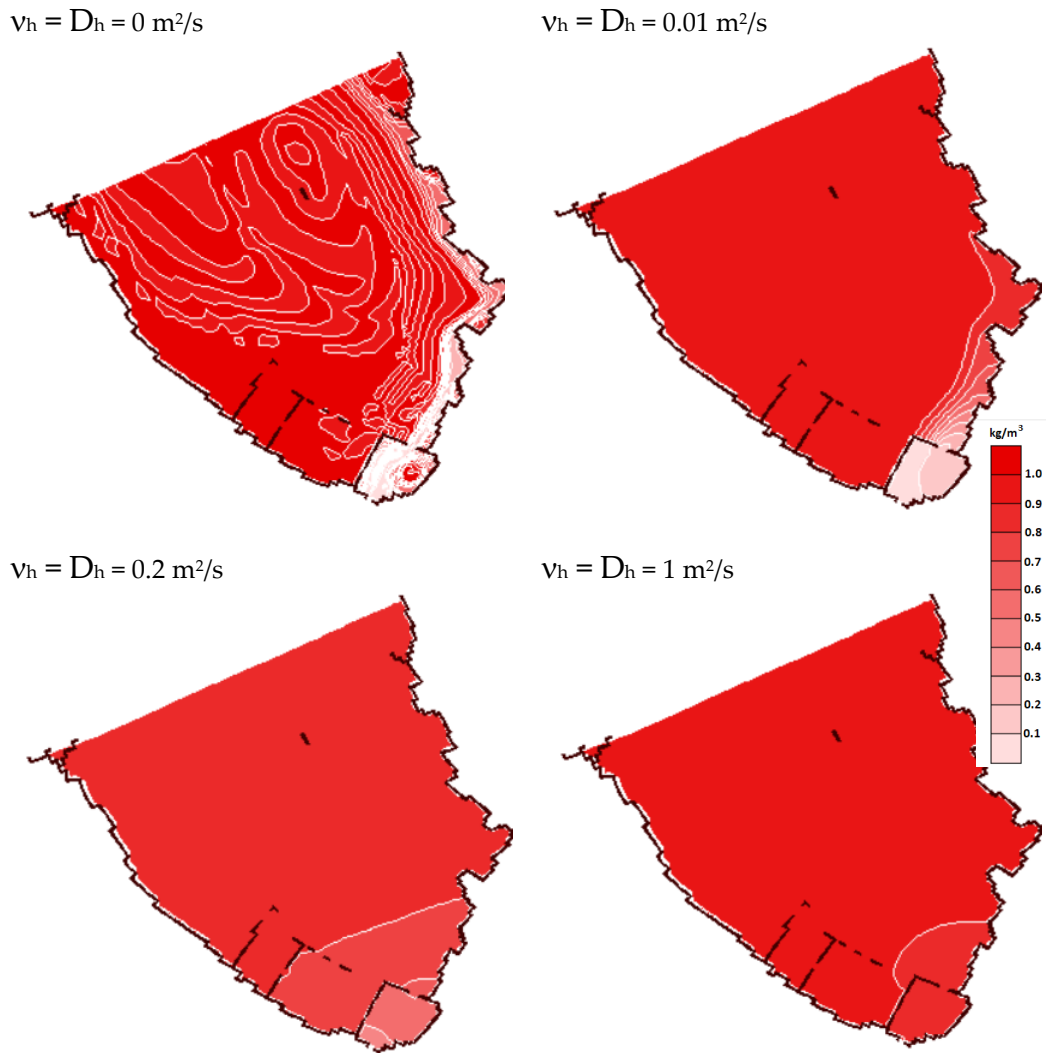 νh = Dh = 0 m²/s
νh = Dh = 0.01 m²/s
kg/m³
1.0
0.9
0.8
0.7
0.6
0.5
0.4
0.3
0.2
0.1
νh = Dh = 0.2 m²/s
νh = Dh = 1 m²/s